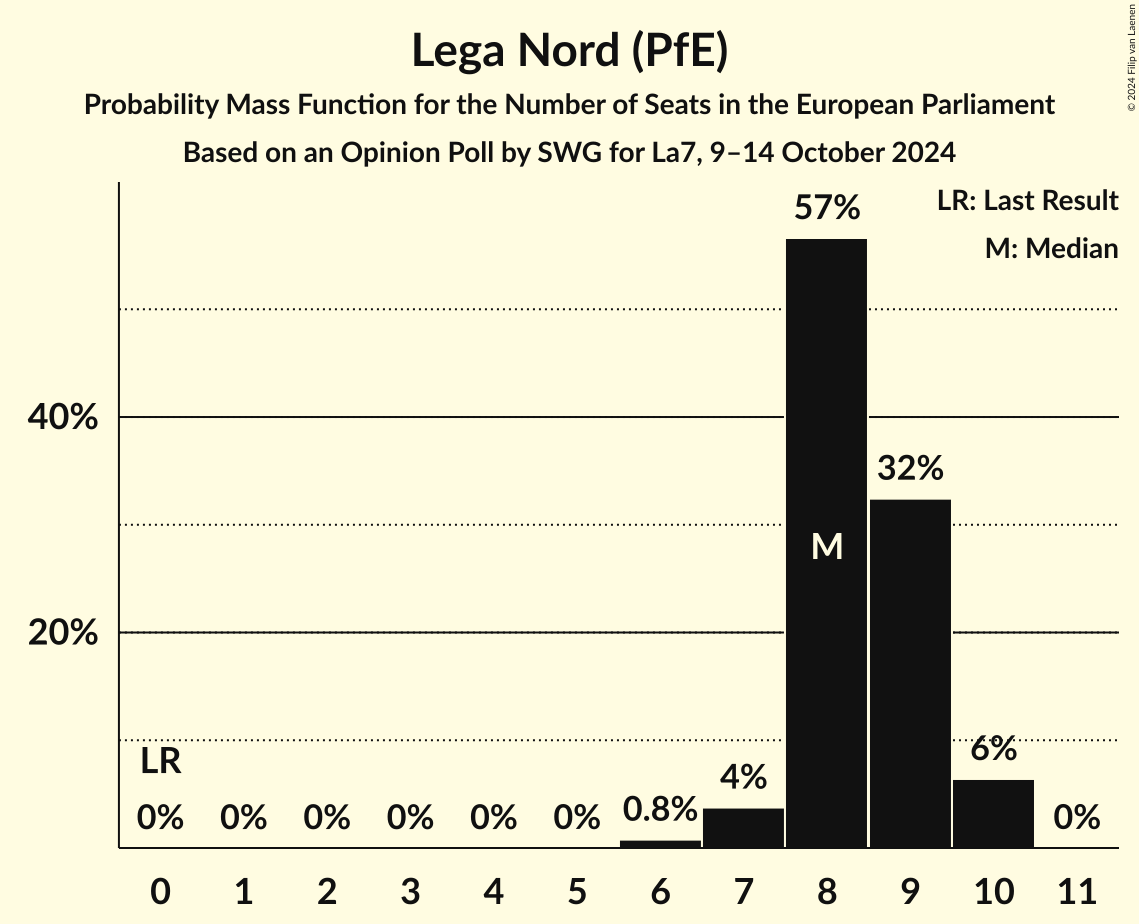 Lega Nord (PfE)
Probability Mass Function for the Number of Seats in the European Parliament
Based on an Opinion Poll by SWG for La7, 9–14 October 2024
© 2024 Filip van Laenen
LR: Last Result
M: Median
57%
40%
32%
M
20%
LR
6%
4%
0.8%
0% 0% 0% 0% 0% 0% 0%
0 1 2 3 4 5 6 7 8 9 10 11